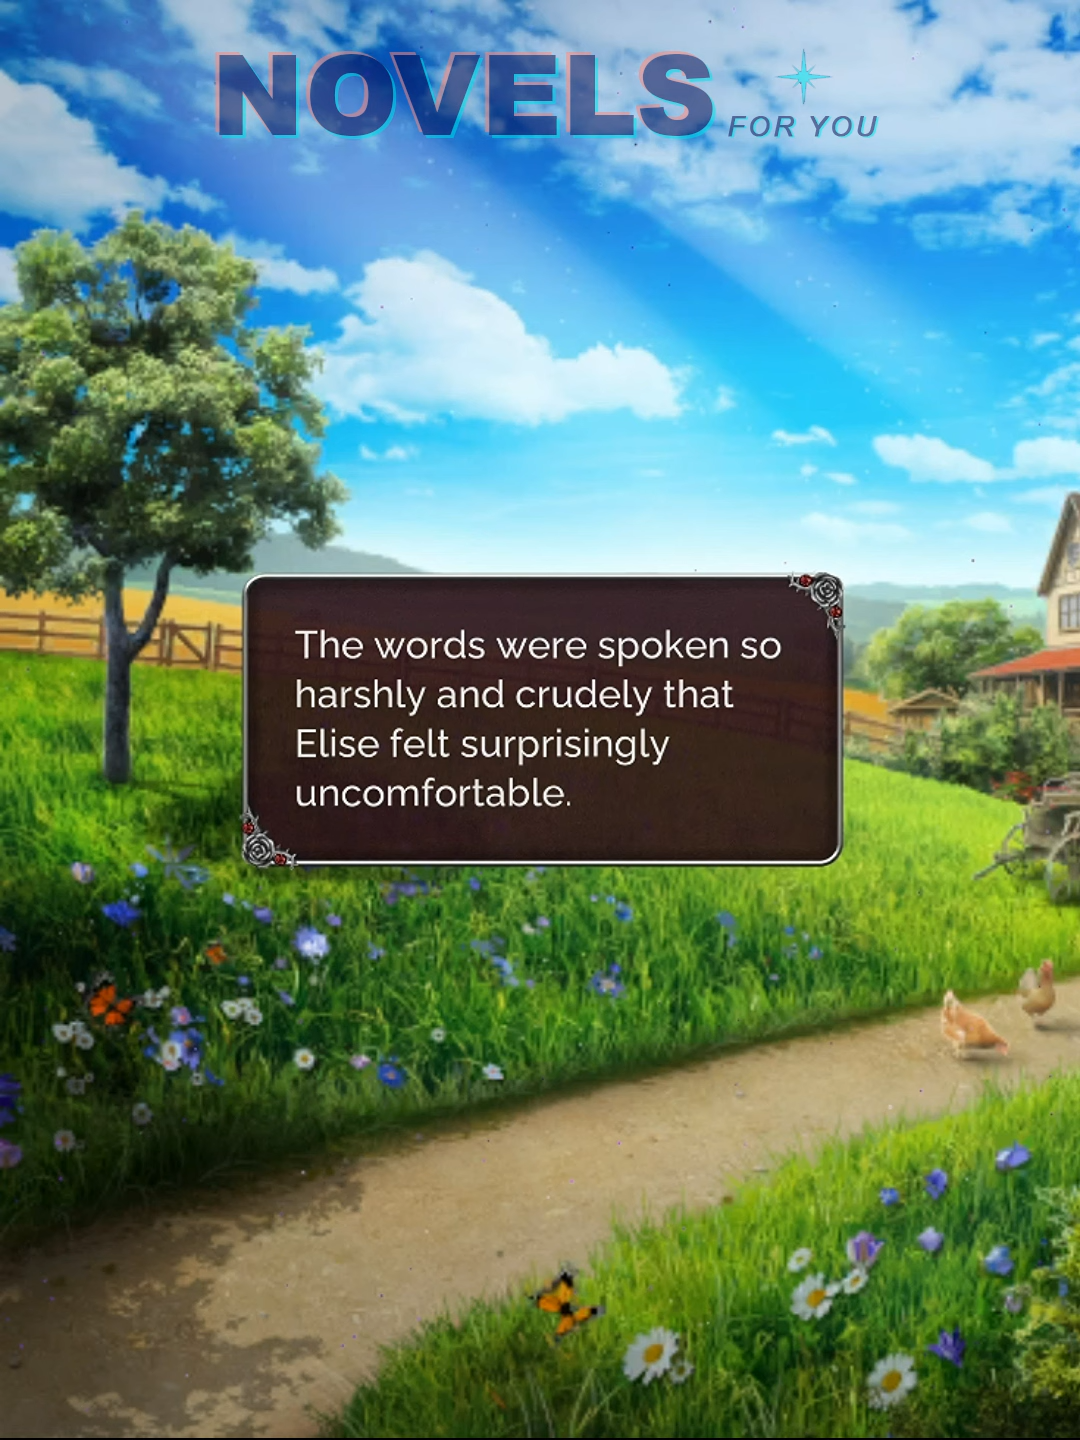 NOVELS FOR YOU
The words were spoken so
harshly and crudely that
Elise felt surprisingly
uncomfortable.